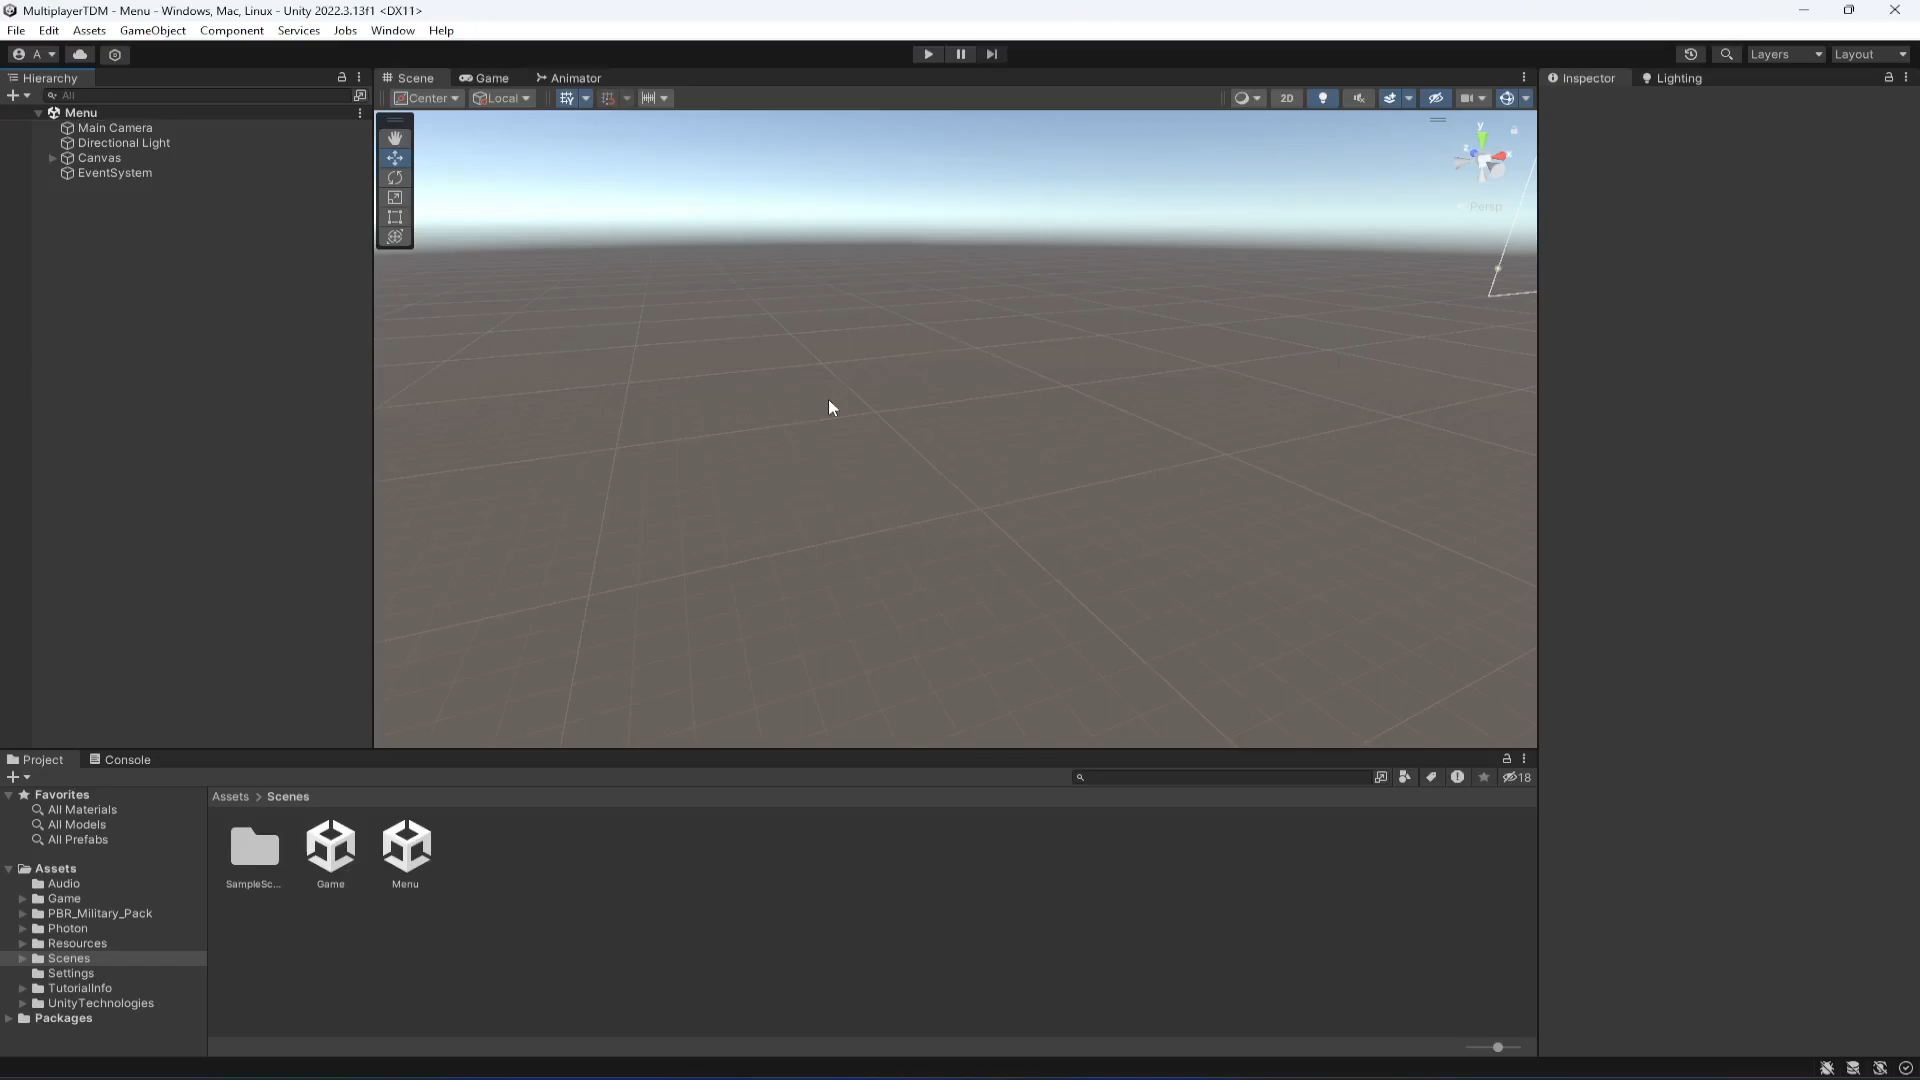 MultiplayerTDM - Menu - Windows, Mac, Linux - Unity 2022.3.13f1 <DX11>
File Edit Assets GameObject Component Services Jobs Window Help
A Layers Layout
Hierarchy Scene Game Animator Inspector Lighting
All Center Local 2D
Menu
Main Camera
Directional Light
Canvas
EventSystem
y
z x
Persp
Project Console
18
Favorites
All Materials
All Models
All Prefabs
Assets
Audio
Game
PBR_Military_Pack
Photon
Resources
Scenes
Settings
TutorialInfo
UnityTechnologies
Packages
Assets > Scenes
SampleSc... Game Menu